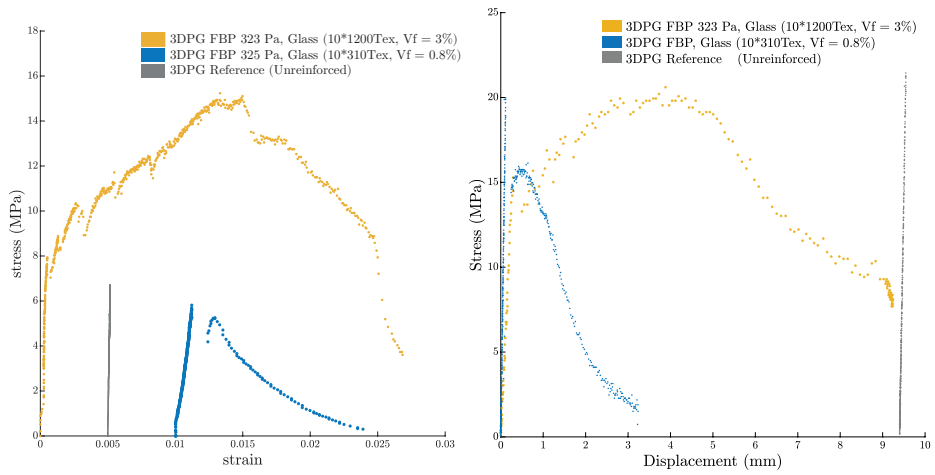 3DPG FBP 323 Pa, Glass (10*1200Tex, Vf = 3%)
3DPG FBP 325 Pa, Glass (10*310Tex, Vf = 0.8%)
3DPG Reference (Unreinforced)
18
16
14
12
10
8
6
4
2
0
stress (MPa)
0 0.005 0.01 0.015 0.02 0.025 0.03
strain
3DPG FBP 323 Pa, Glass (10*1200Tex, Vf = 3%)
3DPG FBP, Glass (10*310Tex, Vf = 0.8%)
3DPG Reference (Unreinforced)
25
20
15
10
5
0
Stress (MPa)
0 1 2 3 4 5 6 7 8 9 10
Displacement (mm)